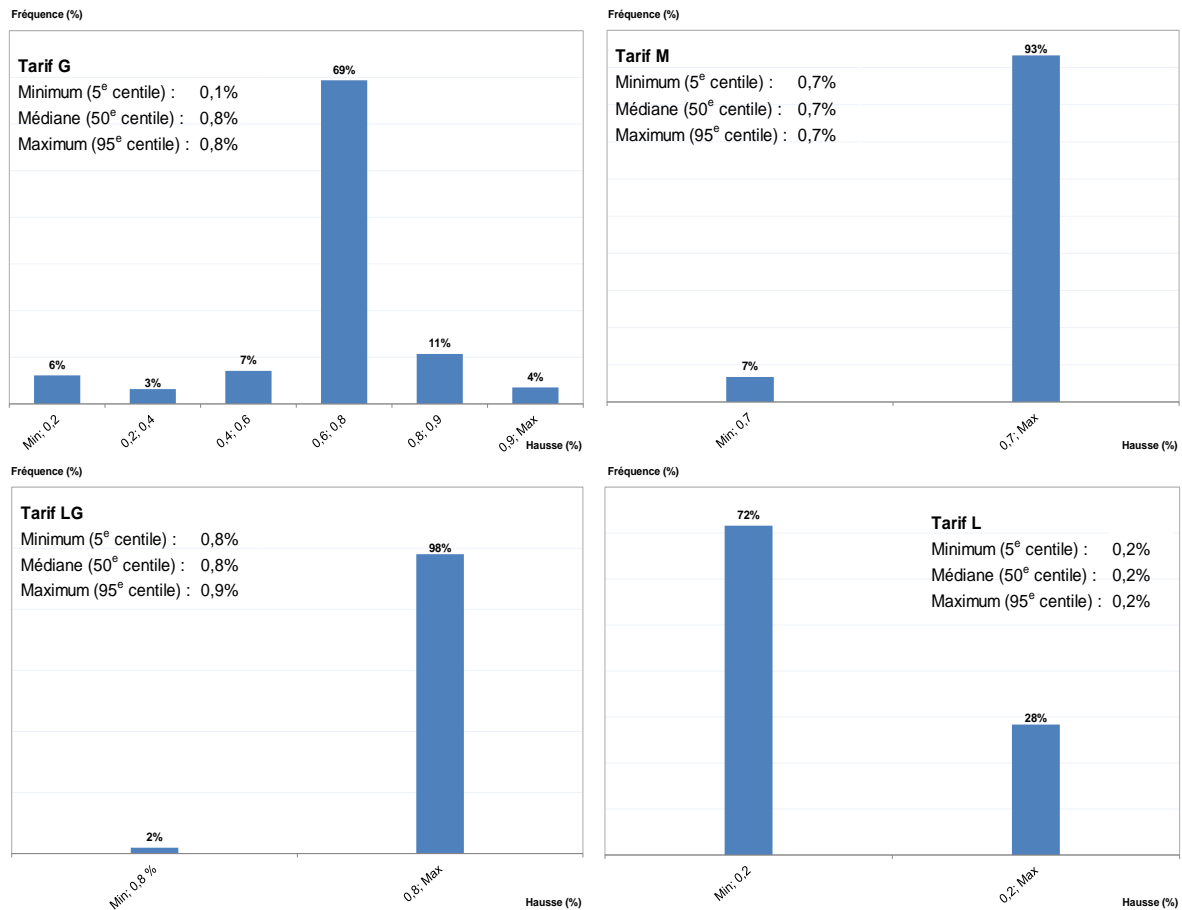 Fréquence (%)
Tarif G
Minimum (5e centile) : 0,1%
Médiane (50e centile) : 0,8%
Maximum (95e centile) : 0,8%
6%
3%
7%
69%
11%
4%
Min; 0,2
0,2; 0,4
0,4; 0,6
0,6; 0,8
0,8; 0,9
0,9; Max
Hausse (%)
Fréquence (%)
Tarif M
Minimum (5e centile) : 0,7%
Médiane (50e centile) : 0,7%
Maximum (95e centile) : 0,7%
7%
93%
Min; 0,7
0,7; Max
Hausse (%)
Fréquence (%)
Tarif LG
Minimum (5e centile) : 0,8%
Médiane (50e centile) : 0,8%
Maximum (95e centile) : 0,9%
2%
98%
Min; 0,8 %
0,8; Max
Hausse (%)
Fréquence (%)
72%
Tarif L
Minimum (5e centile) : 0,2%
Médiane (50e centile) : 0,2%
Maximum (95e centile) : 0,2%
28%
Min; 0,2
0,2; Max
Hausse (%)